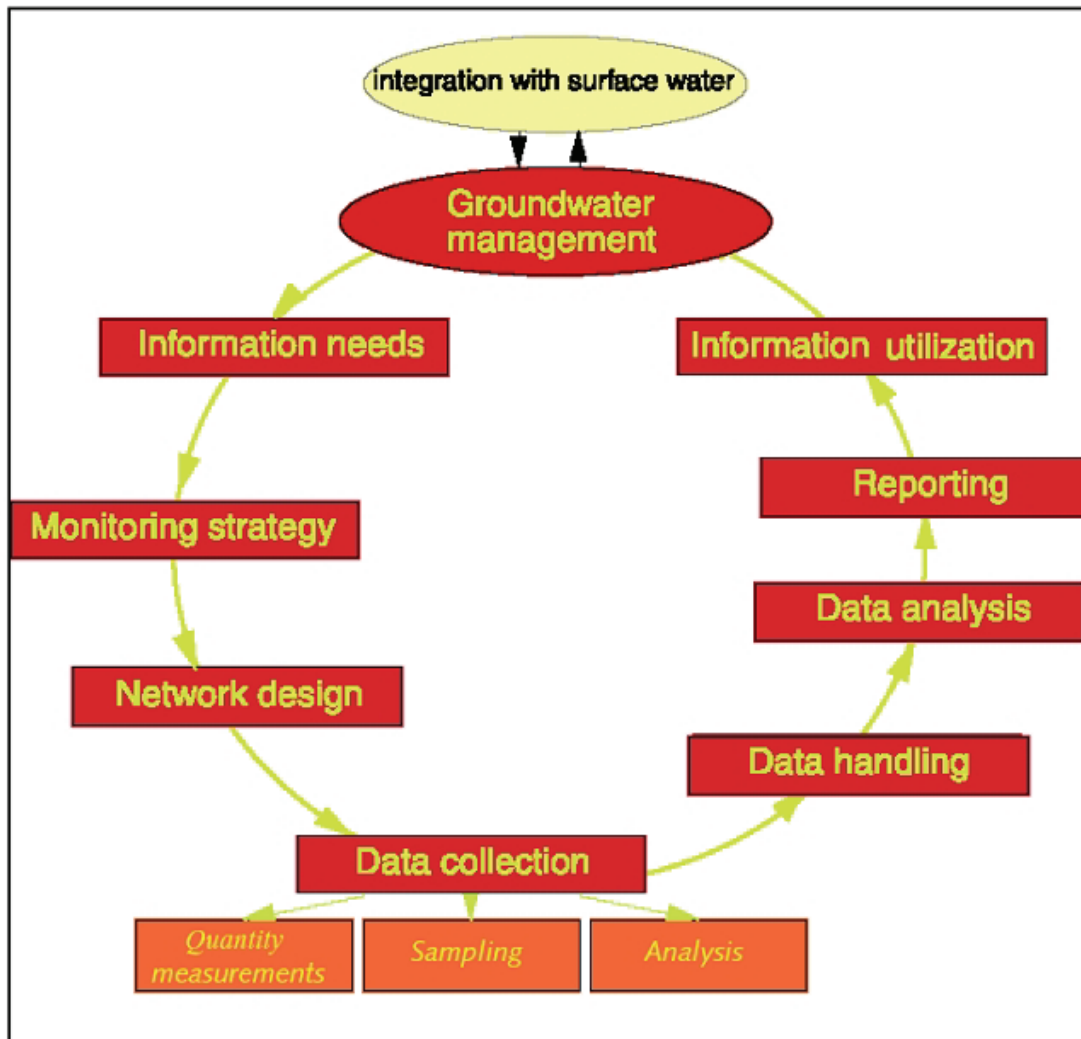 integration with surface water
Groundwater
management
Information needs
Information utilization
Monitoring strategy
Reporting
Data analysis
Network design
Data handling
Data collection
Quantity
measurements
Sampling
Analysis